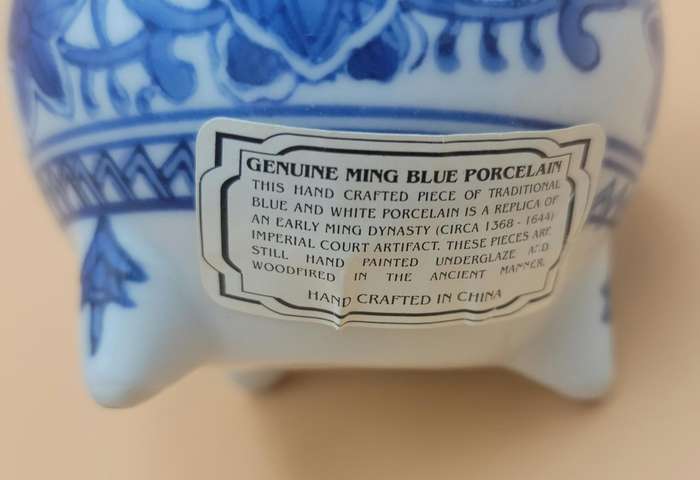 GENUINE MING BLUE PORCELAIN
THIS HAND CRAFTED PIECE OF TRADITIONAL
BLUE AND WHITE PORCELAIN IS A REPLICA OF
AN EARLY MING DYNASTY (CIRCA 1368 - 1644)
IMPERIAL COURT ARTIFACT. THESE PIECES ARE
STILL HAND PAINTED UNDERGLAZE AND
WOODFIRED IN THE ANCIENT MANNER.
HAND CRAFTED IN CHINA